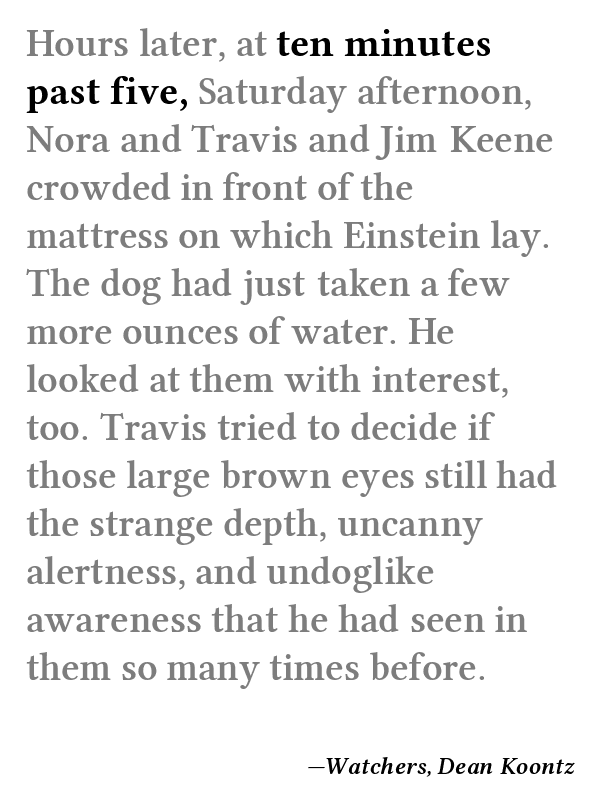 Hours later, at ten minutes
past five, Saturday afternoon,
Nora and Travis and Jim Keene
crowded in front of the
mattress on which Einstein lay.
The dog had just taken a few
more ounces of water. He
looked at them with interest,
too. Travis tried to decide if
those large brown eyes still had
the strange depth, uncanny
alertness, and undoglike
awareness that he had seen in
them so many times before.
—Watchers, Dean Koontz